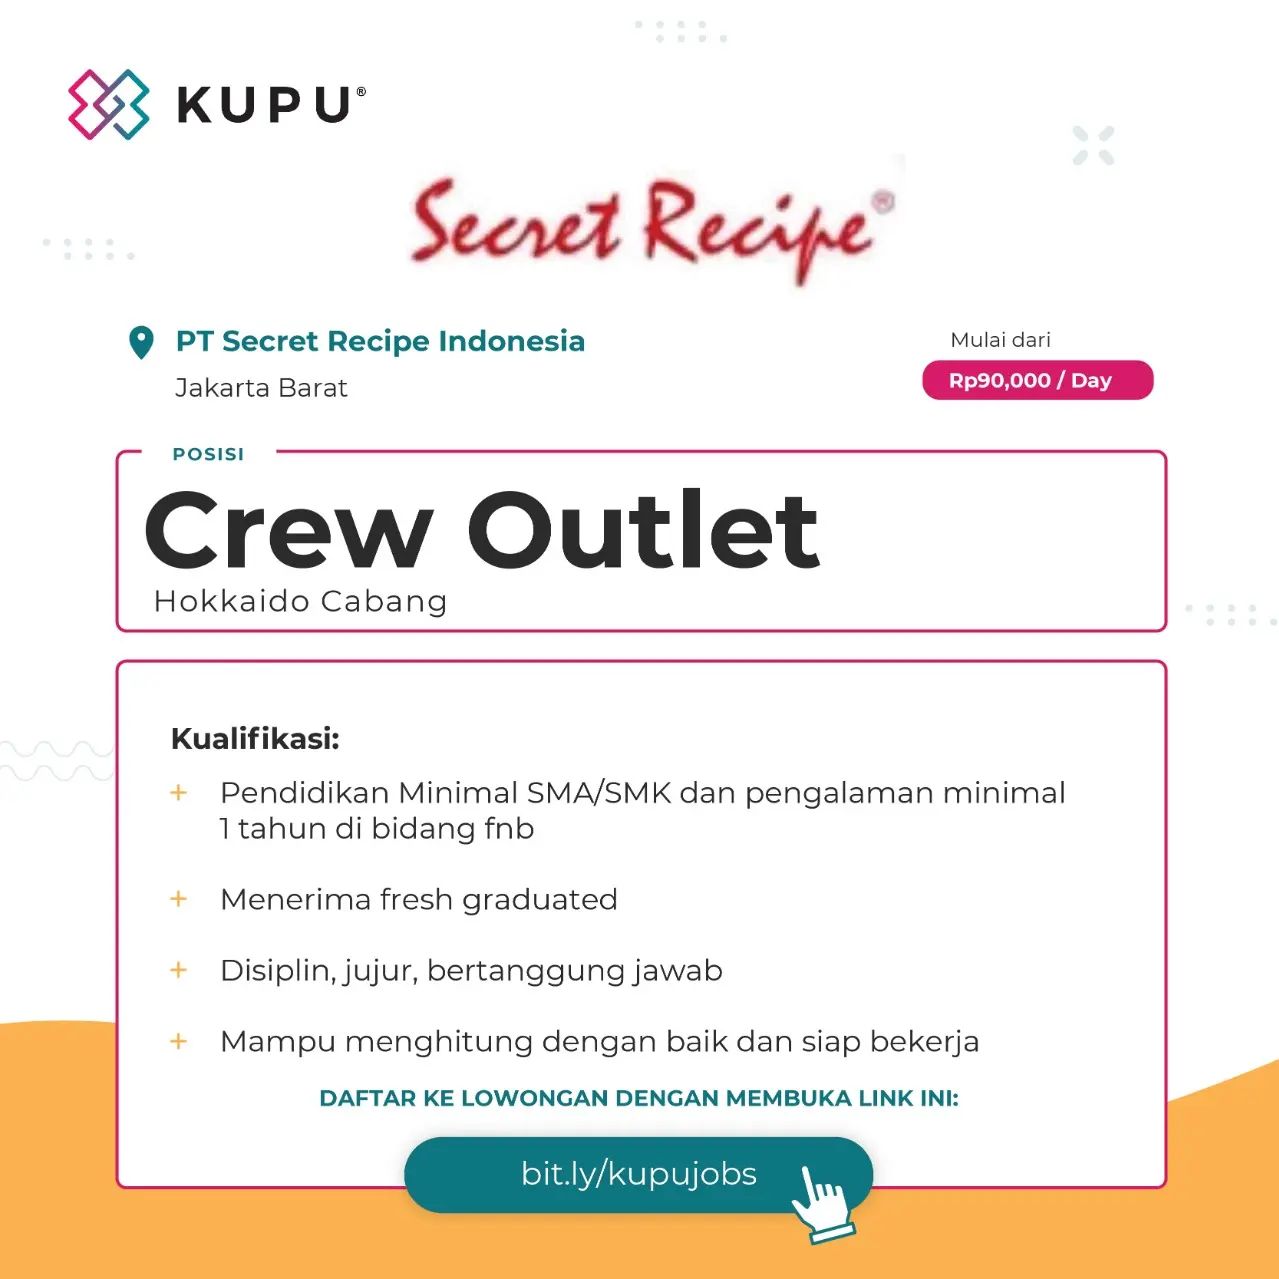 KUPU®
Secret Recipe®
PT Secret Recipe Indonesia
Jakarta Barat
Mulai dari
Rp90,000 / Day
POSISI
Crew Outlet
Hokkaido Cabang
Kualifikasi:
+ Pendidikan Minimal SMA/SMK dan pengalaman minimal
1 tahun di bidang fnb
+ Menerima fresh graduated
+ Disiplin, jujur, bertanggung jawab
+ Mampu menghitung dengan baik dan siap bekerja
DAFTAR KE LOWONGAN DENGAN MEMBUKA LINK INI:
bit.ly/kupujobs